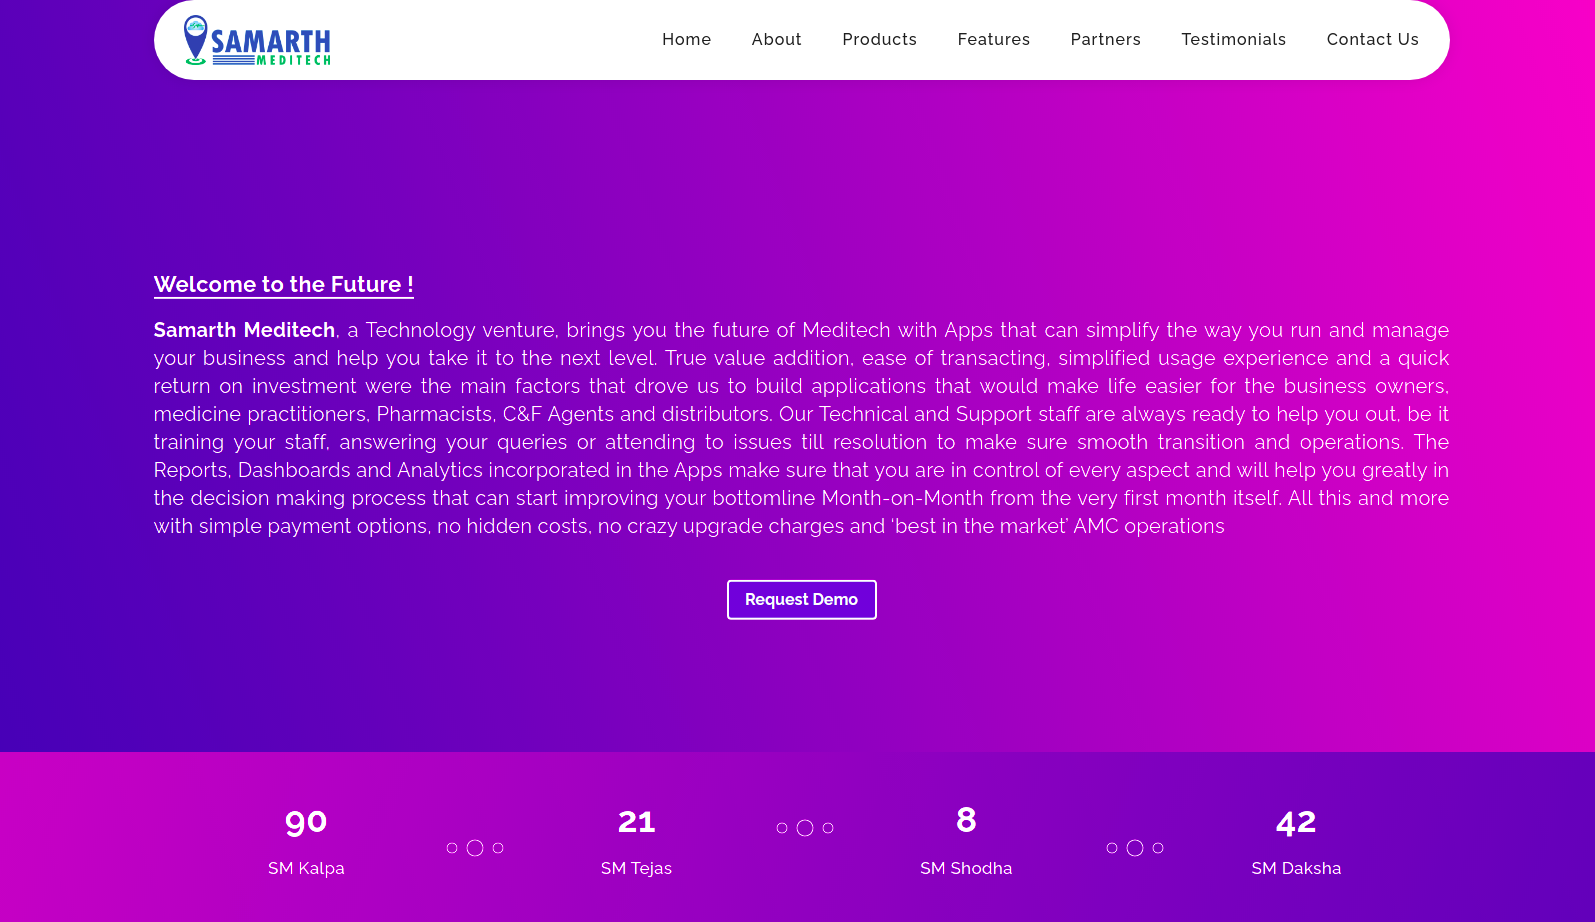 SAMARTH
MEDITECH
Home About Products Features Partners Testimonials Contact Us
Welcome to the Future !
Samarth Meditech, a Technology venture, brings you the future of Meditech with Apps that can simplify the way you run and manage
your business and help you take it to the next level. True value addition, ease of transacting, simplified usage experience and a quick
return on investment were the main factors that drove us to build applications that would make life easier for the business owners,
medicine practitioners, Pharmacists, C&F Agents and distributors. Our Technical and Support staff are always ready to help you out, be it
training your staff, answering your queries or attending to issues till resolution to make sure smooth transition and operations. The
Reports, Dashboards and Analytics incorporated in the Apps make sure that you are in control of every aspect and will help you greatly in
the decision making process that can start improving your bottomline Month-on-Month from the very first month itself. All this and more
with simple payment options, no hidden costs, no crazy upgrade charges and ‘best in the market’ AMC operations
Request Demo
90 21 8 42
SM Kalpa SM Tejas SM Shodha SM Daksha